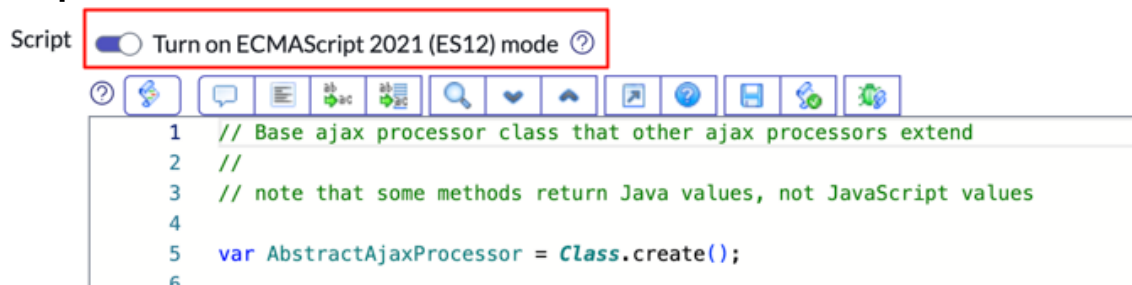 Script Turn on ECMAScript 2021 (ES12) mode
1 // Base ajax processor class that other ajax processors extend
2 //
3 // note that some methods return Java values, not JavaScript values
4
5 var AbstractAjaxProcessor = Class.create();
6